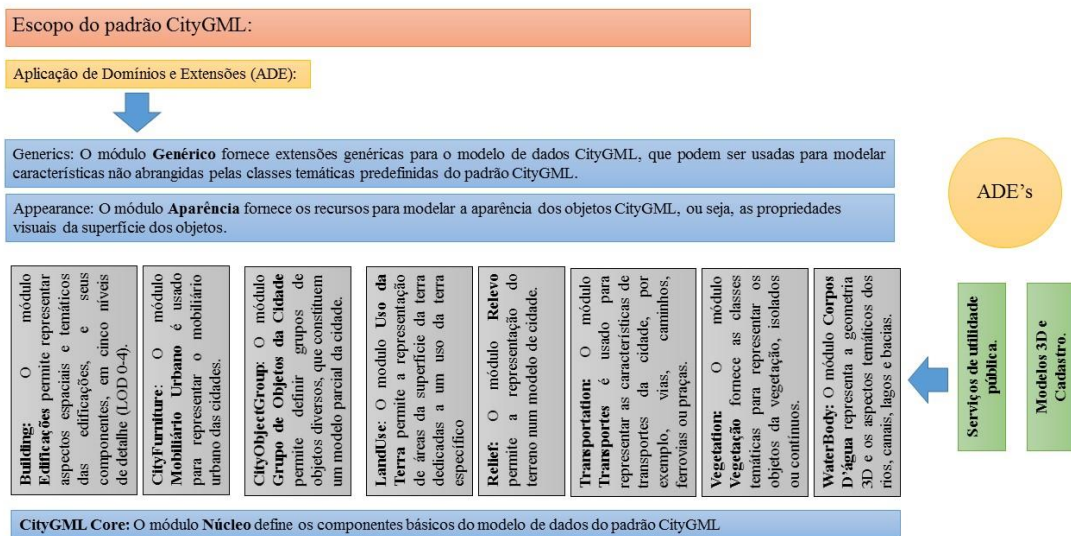 Escopo do padrão CityGML:
Aplicação de Domínios e Extensões (ADE):
Generics: O módulo Genérico fornece extensões genéricas para o modelo de dados CityGML, que podem ser usadas para modelar
características não abrangidas pelas classes temáticas predefinidas do padrão CityGML.
Appearance: O módulo Aparência fornece os recursos para modelar a aparência dos objetos CityGML, ou seja, as propriedades
visuais da superfície dos objetos.
ADE's
Building: O módulo
Edificações permite representar
aspectos espaciais e temáticos
das edificações, e seus
componentes, em cinco níveis
de detalhe (LOD 0-4).
CityFurniture: O módulo
Mobiliário Urbano é usado
para representar o mobiliário
urbano das cidades.
CityObjectGroup: O módulo
Grupo de Objetos da Cidade
permite definir grupos de
objetos diversos, que constituem
um modelo parcial da cidade.
LandUse: O modulo Uso da
Terra permite a representação
de áreas da superfície da terra
dedicadas a um uso da terra
específico
Relief: O módulo Relevo
permite a representação do
terreno num modelo de cidade.
Transportation: O módulo
Transportes é usado para
representar as características de
transportes da cidade, por
exemplo, vias, caminhos,
ferrovias ou praças.
Vegetation: O módulo
Vegetação fornece as classes
temáticas para representar os
objetos da vegetação, isolados
ou contínuos.
WaterBody: O módulo Corpos
D'água representa a geometria
3D e os aspectos temáticos dos
rios, canais, lagos e bacias.
Serviços de utilidade
pública.
Modelos 3D e
Cadastro.
CityGML Core: O módulo Núcleo define os componentes básicos do modelo de dados do padrão CityGML